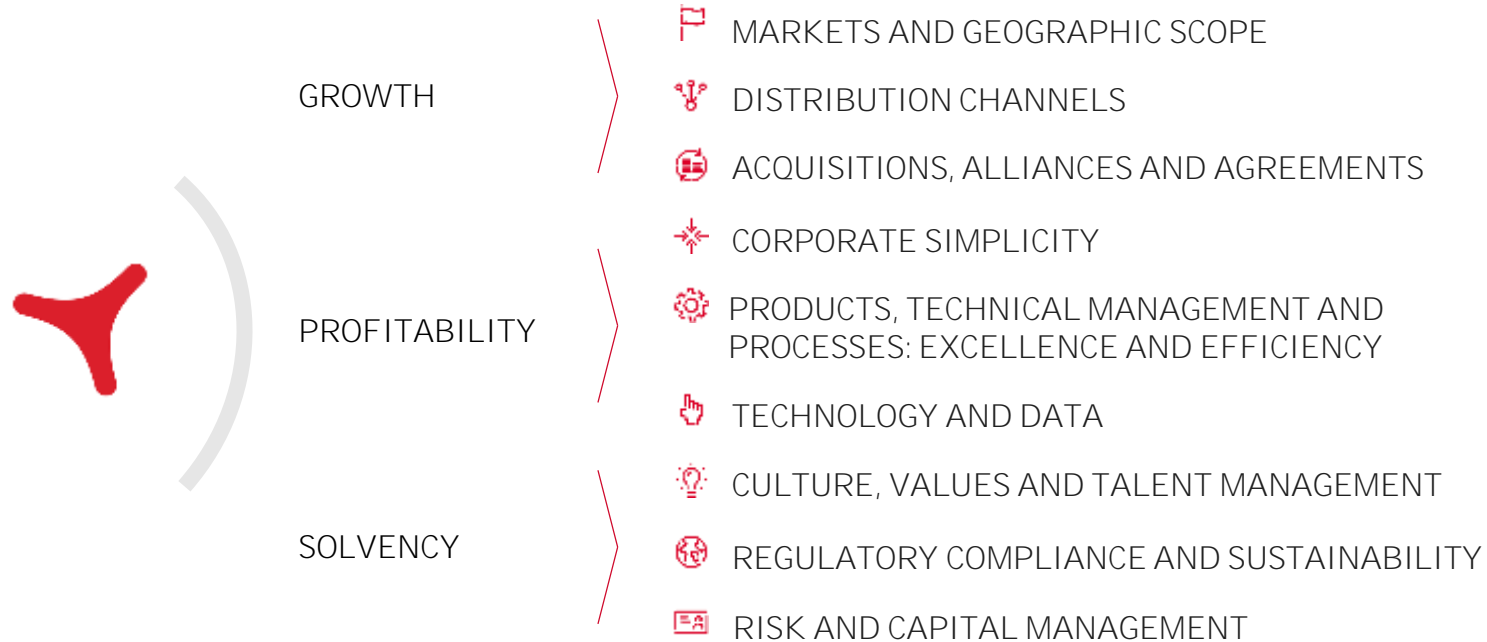 GROWTH
MARKETS AND GEOGRAPHIC SCOPE
DISTRIBUTION CHANNELS
ACQUISITIONS, ALLIANCES AND AGREEMENTS
PROFITABILITY
CORPORATE SIMPLICITY
PRODUCTS, TECHNICAL MANAGEMENT AND
PROCESSES: EXCELLENCE AND EFFICIENCY
TECHNOLOGY AND DATA
SOLVENCY
CULTURE, VALUES AND TALENT MANAGEMENT
REGULATORY COMPLIANCE AND SUSTAINABILITY
RISK AND CAPITAL MANAGEMENT